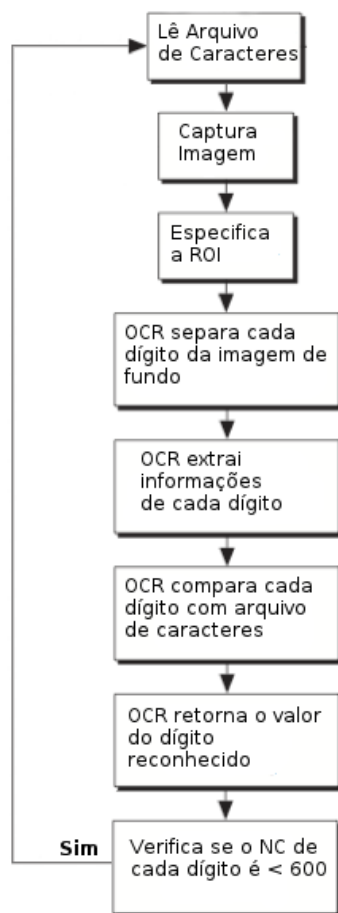 Lê Arquivo
de Caracteres
Captura
Imagem
Especifica
a ROI
OCR separa cada
dígito da imagem de
fundo
OCR extrai
informações
de cada dígito
OCR compara cada
dígito com arquivo
de caracteres
OCR retorna o valor
do dígito
reconhecido
Sim
Verifica se o NC de
cada dígito é < 600